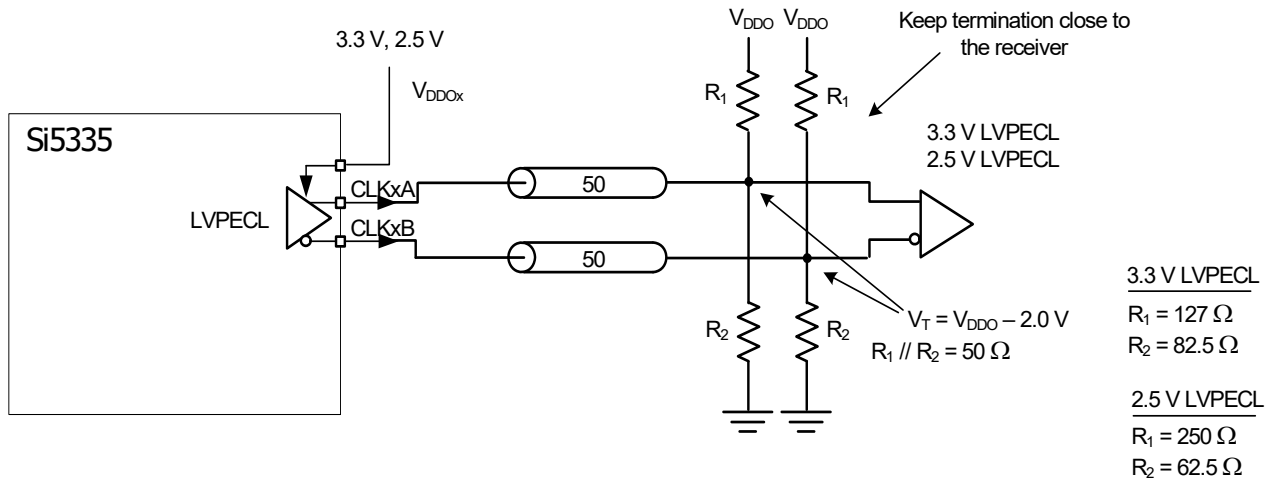 V_DDO V_DDO
Keep termination close to
the receiver
3.3 V, 2.5 V
V_DDOx
R₁ R₁
Si5335
3.3 V LVPECL
2.5 V LVPECL
CLKxA
50
LVPECL
CLKxB
50
R₂ R₂
V_T = V_DDO – 2.0 V
R₁ // R₂ = 50 Ω
3.3 V LVPECL
R₁ = 127 Ω
R₂ = 82.5 Ω
2.5 V LVPECL
R₁ = 250 Ω
R₂ = 62.5 Ω